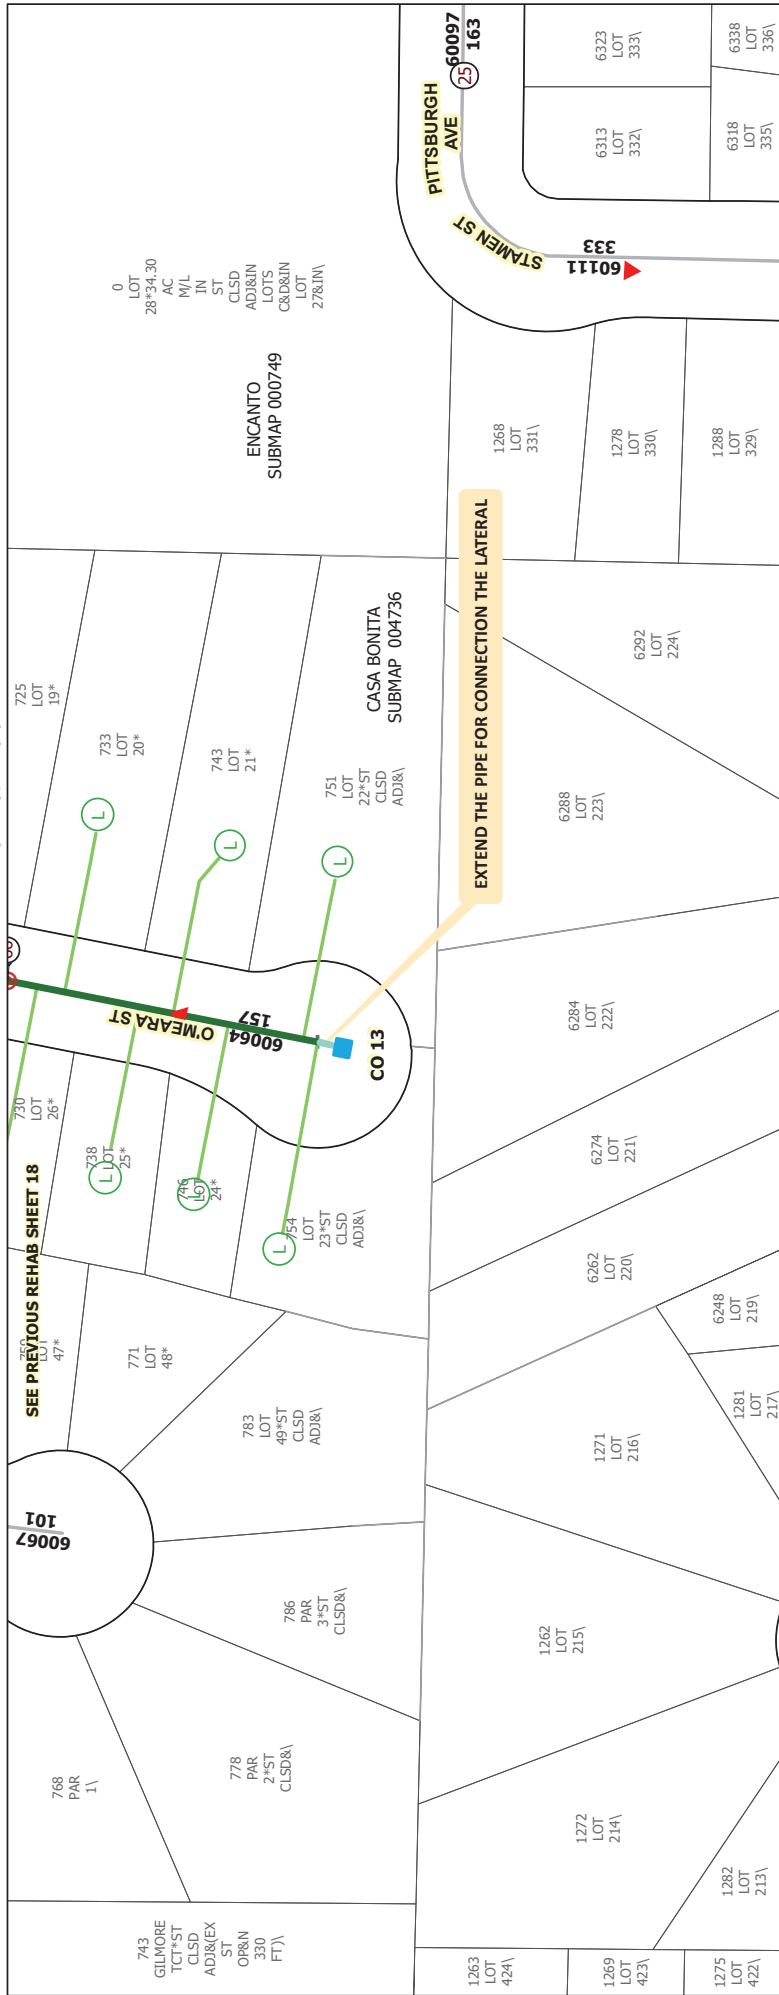 0
LOT
28*34.30
AC
M/L
IN
ST
CLSD
ADJ&IN
LOTS
C&D&IN
LOT
27&IN\
ENCANTO
SUBMAP 000749
PITTSBURGH
AVE
60097
163
25
STAMEN ST
60111
333
6323
LOT
333\
6338
LOT
336\
6313
LOT
332\
6318
LOT
335\
1268
LOT
331\
1278
LOT
330\
1288
LOT
329\
725
LOT
19*
733
LOT
20*
743
LOT
21*
751
LOT
22*ST
CLSD
ADJ&\
CASA BONITA
SUBMAP 004736
EXTEND THE PIPE FOR CONNECTION THE LATERAL
L
L
L
6292
LOT
224\
6288
LOT
223\
6284
LOT
222\
6274
LOT
221\
6262
LOT
220\
6248
LOT
219\
O'MEARA ST
60064
157
CO 13
730
LOT
26*
738
LOT
25*
746
LOT
24*
754
LOT
23*ST
CLSD
ADJ&\
L
L
L
SEE PREVIOUS REHAB SHEET 18
LOT
47*
771
LOT
48*
783
LOT
49*ST
CLSD
ADJ&\
60067
101
786
PAR
3*ST
CLSD&\
768
PAR
1\
778
PAR
2*ST
CLSD&\
743
GILMORE
TCT*ST
CLSD
ADJ&(EX
ST
OP&N
330
FT)\
1281
LOT
217\
1271
LOT
216\
1262
LOT
215\
1272
LOT
214\
1282
LOT
213\
1263
LOT
424\
1269
LOT
423\
1275
LOT
422\